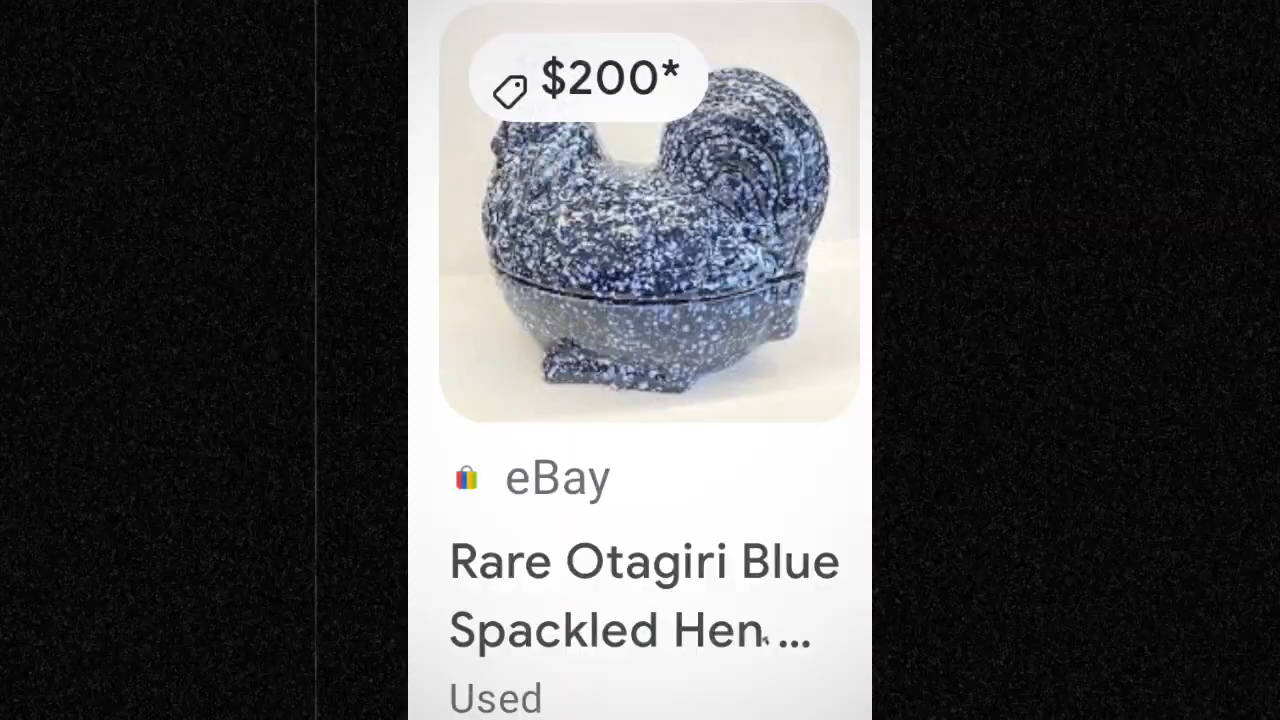 $200*
eBay
Rare Otagiri Blue
Spackled Hen ...
Used